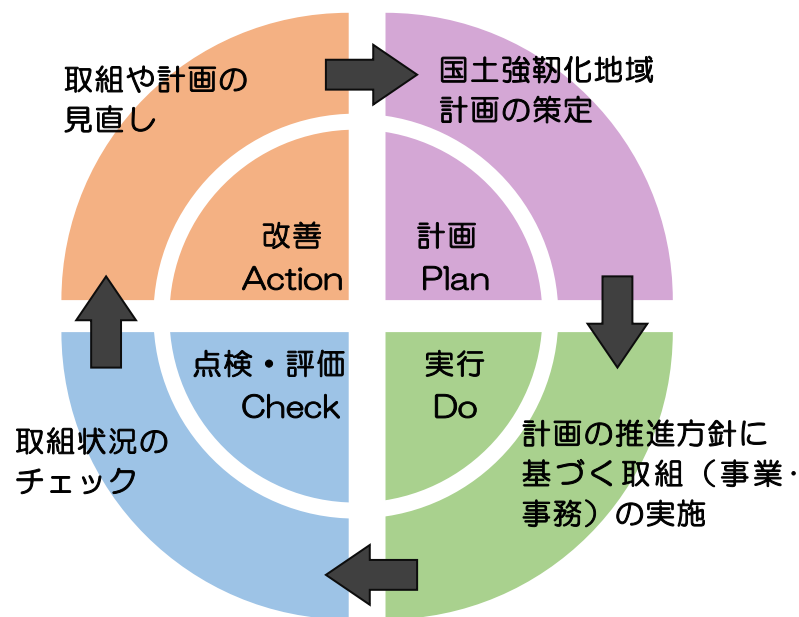 取組や計画の
見直し
国土強靱化地域
計画の策定
改善
Action
計画
Plan
点検・評価
Check
実行
Do
取組状況の
チェック
計画の推進方針に
基づく取組（事業・
事務）の実施